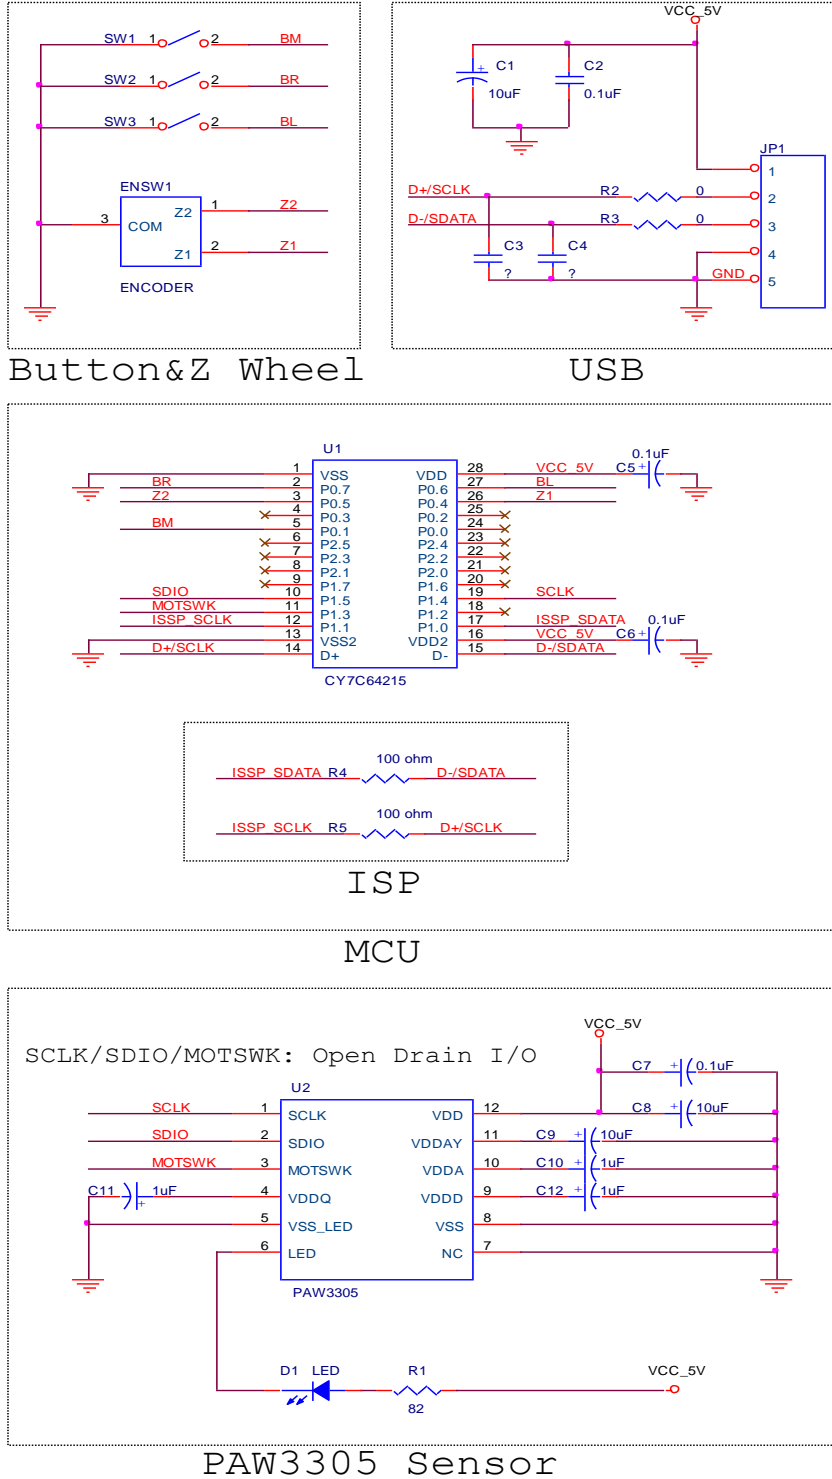 VCC_5V
SW1 1 2 BM
C1
C2
SW2 1 2 BR
10uF
0.1uF
SW3 1 2 BL
JP1
1
ENSW1
D+/SCLK R2 0 2
3 COM Z2 1 Z2
D-/SDATA R3 0 3
Z1 2 Z1
C3 C4 4
? ? GND 5
ENCODER
Button&Z Wheel
USB
U1
0.1uF
1 VSS VDD 28 VCC_5V C5 +
BR 2 P0.7 P0.6 27 BL
Z2 3 P0.5 P0.4 26 Z1
4 P0.3 P0.2 25
BM 5 P0.1 P0.0 24
6 P2.5 P2.4 23
7 P2.3 P2.2 22
8 P2.1 P2.0 21
9 P1.7 P1.6 20
SDIO 10 P1.5 P1.4 19 SCLK
MOTSWK 11 P1.3 P1.2 18
ISSP_SCLK 12 P1.1 P1.0 17 ISSP_SDATA 0.1uF
13 VSS2 VDD2 16 VCC_5V C6 +
D+/SCLK 14 D+ D- 15 D-/SDATA
CY7C64215
100 ohm
ISSP_SDATA R4 D-/SDATA
100 ohm
ISSP_SCLK R5 D+/SCLK
ISP
MCU
VCC_5V
SCLK/SDIO/MOTSWK: Open Drain I/O
C7 + 0.1uF
U2
SCLK 1 SCLK VDD 12 C8 + 10uF
SDIO 2 SDIO VDDAY 11 C9 + 10uF
MOTSWK 3 MOTSWK VDDA 10 C10 + 1uF
C11 + 1uF 4 VDDQ VDDD 9 C12 + 1uF
5 VSS_LED VSS 8
6 LED NC 7
PAW3305
D1 LED R1 VCC_5V
82
PAW3305 Sensor